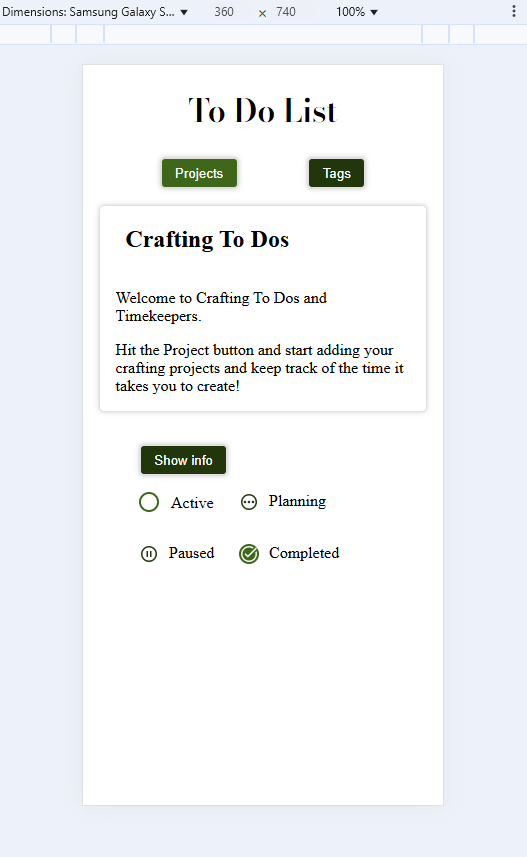 Dimensions: Samsung Galaxy S... ▼ 360 × 740 100% ▼
To Do List
Projects Tags
Crafting To Dos
Welcome to Crafting To Dos and
Timekeepers.
Hit the Project button and start adding your
crafting projects and keep track of the time it
takes you to create!
Show info
Active Planning
Paused Completed